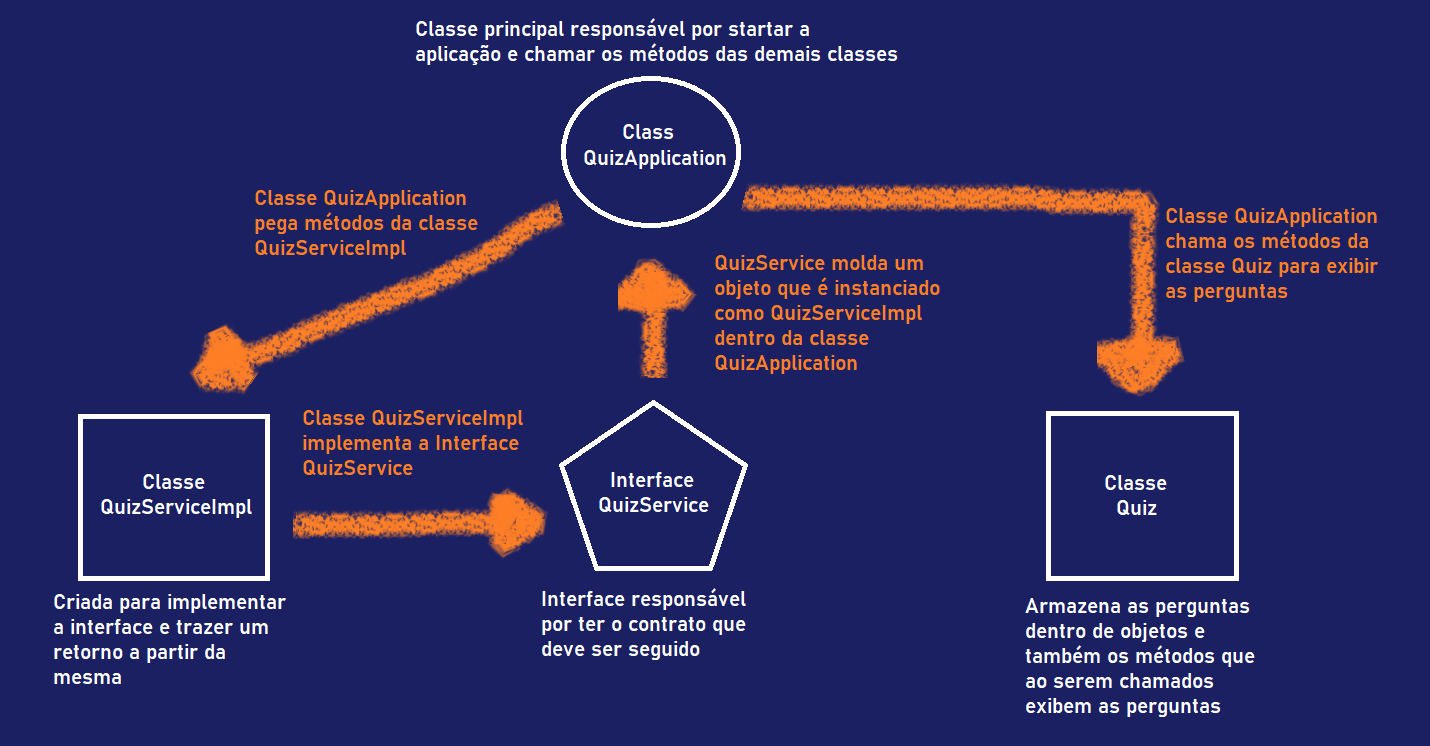 Classe principal responsável por startar a
aplicação e chamar os métodos das demais classes
Class
QuizApplication
Classe QuizApplication
pega métodos da classe
QuizServiceImpl
Classe QuizApplication
chama os métodos da
classe Quiz para exibir
as perguntas
QuizService molda um
objeto que é instanciado
como QuizServiceImpl
dentro da classe
QuizApplication
Classe QuizServiceImpl
implementa a Interface
QuizService
Classe
QuizServiceImpl
Interface
QuizService
Classe
Quiz
Criada para implementar
a interface e trazer um
retorno a partir da
mesma
Interface responsável
por ter o contrato que
deve ser seguido
Armazena as perguntas
dentro de objetos e
também os métodos que
ao serem chamados
exibem as perguntas